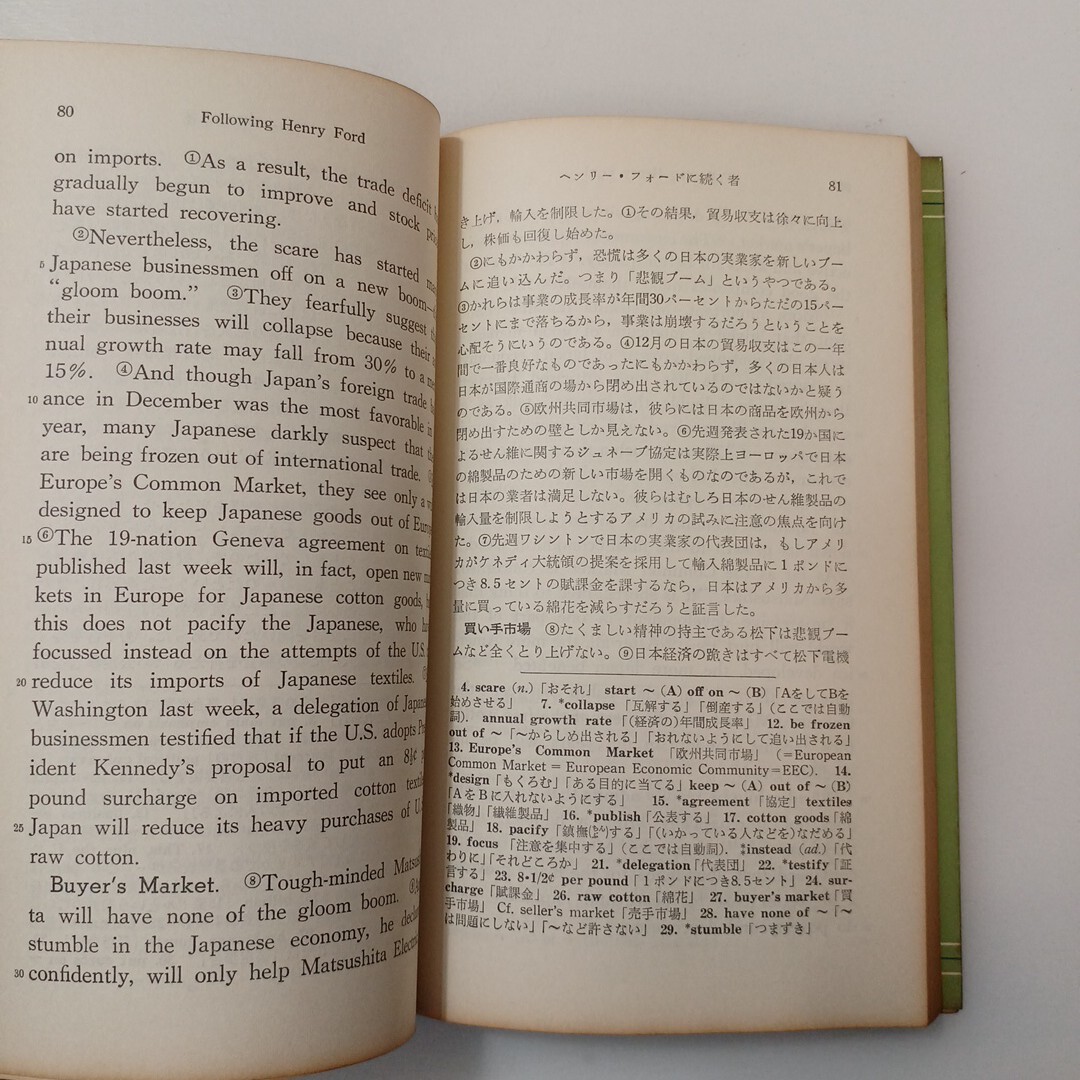 80
Following Henry Ford
on imports. ①As a result, the trade deficit
gradually begun to improve and stock
have started recovering.
②Nevertheless, the scare has started
5 Japanese businessmen off on a new boom—
"gloom boom." ③They fearfully suggest
their businesses will collapse because their
nual growth rate may fall from 30% to a
15%. ④And though Japan's foreign trade
10 ance in December was the most favorable in
year, many Japanese darkly suspect that
are being frozen out of international trade.
Europe's Common Market, they see only a
designed to keep Japanese goods out of
15 ⑥The 19-nation Geneva agreement on
published last week will, in fact, open new
kets in Europe for Japanese cotton goods,
this does not pacify the Japanese, who
focussed instead on the attempts of the U.S.
20 reduce its imports of Japanese textiles.
Washington last week, a delegation of
businessmen testified that if the U.S. adopts
ident Kennedy's proposal to put an 8½¢
pound surcharge on imported cotton
25 Japan will reduce its heavy purchases of
raw cotton.
Buyer's Market. ⑧Tough-minded
ta will have none of the gloom boom.
stumble in the Japanese economy, he
30 confidently, will only help Matsushita
ヘンリー・フォードに続く者
81
き上げ，輸入を制限した。①その結果，貿易収支は徐々に向上
し，株価も回復し始めた。
②にもかかわらず，恐慌は多くの日本の実業家を新しいブー
ムに追い込んだ。つまり「悲観ブーム」というやつである。
③かれらは事業の成長率が年間30パーセントからただの15パー
セントにまで落ちるから，事業は崩壊するだろうということを
心配そうにいうのである。④12月の日本の貿易収支はこの一年
間で一番良好なものであったにもかかわらず，多くの日本人は
日本が国際通商の場から閉め出されているのではないかと疑う
のである。⑤欧州共同市場は，彼らには日本の商品を欧州から
閉め出すための壁としか見えない。⑥先週発表された19か国に
よるせん維に関するジュネーブ協定は実際上ヨーロッパで日本
の綿製品のための新しい市場を開くものなのであるが，これで
は日本の業者は満足しない。彼らはむしろ日本のせん維製品の
輸入量を制限しようとするアメリカの試みに注意の焦点を向け
た。⑦先週ワシントンで日本の実業家の代表団は，もしアメリ
カがケネディ大統領の提案を採用して輸入綿製品に1ポンドに
つき8.5セントの賦課金を課するなら，日本はアメリカから多
量に買っている綿花を減らすだろうと証言した。
買い手市場 ⑧たくましい精神の持主である松下は悲観ブー
ムなど全くとり上げない。⑨日本経済の跪きはすべて松下電機
4. scare (n.)「おそれ」 start ～ (A) off on ～ (B)「AをしてBを
始めさせる」 7. *collapse「瓦解する」「倒産する」(ここでは自動
詞). annual growth rate「(経済の)年間成長率」 12. be frozen
out of ～「～からしめ出される」「おれないようにして追い出される」
13. Europe's Common Market「欧州共同市場」(=European
Common Market=European Economic Community=EEC). 14.
*design「もくろむ」「ある目的に当てる」keep ～ (A) out of ～ (B)
「AをBに入れないようにする」 15. *agreement「協定」textiles
「織物」「繊維製品」 16. *publish「公表する」 17. cotton goods「綿
製品」 18. pacify「鎮撫(ちんぶ)する」「(いかっている人などを)なだめる」
19. focus「注意を集中する」(ここでは自動詞). ‡instead (ad.)「代
わりに」「それどころか」 21. *delegation「代表団」 22. *testify「証
言する」 23. 8•1/2¢ per pound「1ポンドにつき8.5セント」 24. sur-
charge「賦課金」 26. raw cotton「綿花」 27. buyer's market「買
手市場」 Cf. seller's market「売手市場」 28. have none of ～「～
は問題にしない」「～など許さない」 29. *stumble「つまずき」